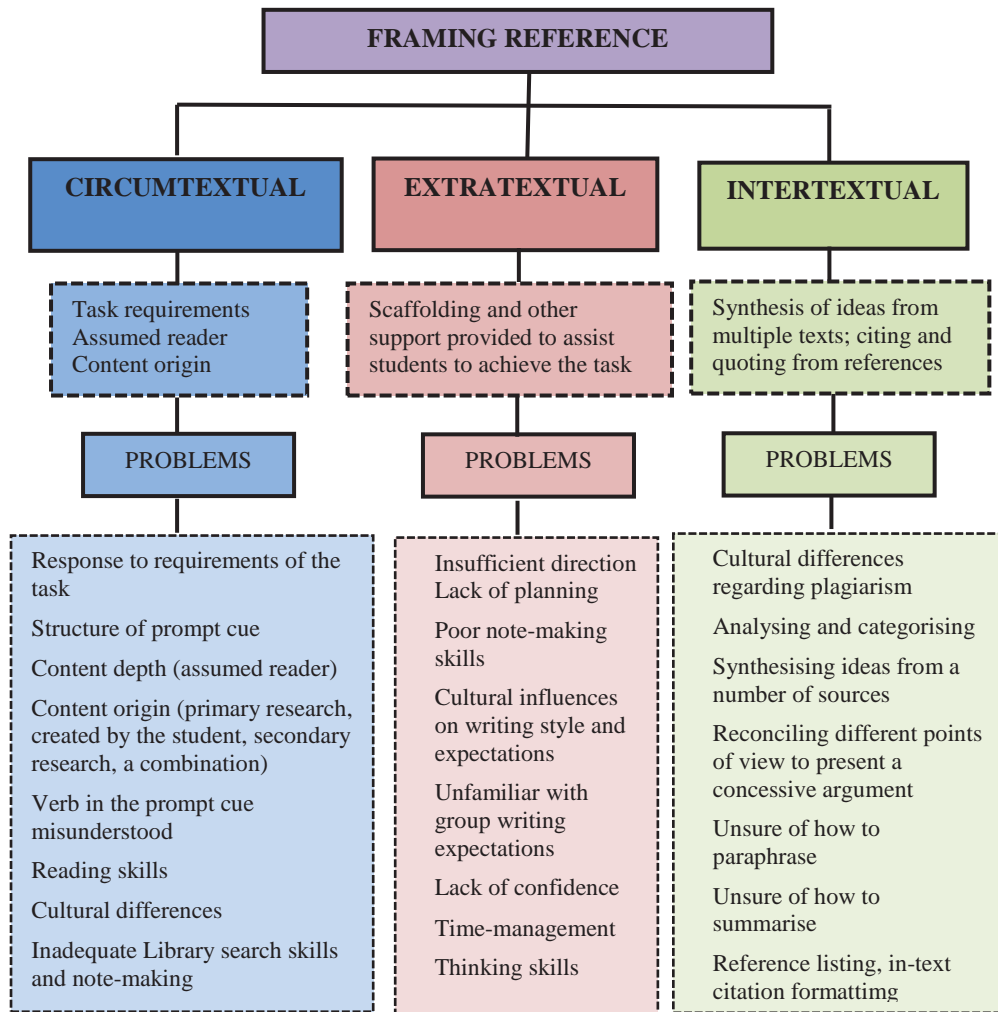 FRAMING REFERENCE
CIRCUMTEXTUAL
EXTRATEXTUAL
INTERTEXTUAL
Task requirements
Assumed reader
Content origin
Scaffolding and other
support provided to assist
students to achieve the task
Synthesis of ideas from
multiple texts; citing and
quoting from references
PROBLEMS
PROBLEMS
PROBLEMS
Response to requirements of the
task
Structure of prompt cue
Content depth (assumed reader)
Content origin (primary research,
created by the student, secondary
research, a combination)
Verb in the prompt cue
misunderstood
Reading skills
Cultural differences
Inadequate Library search skills
and note-making
Insufficient direction
Lack of planning
Poor note-making
skills
Cultural influences
on writing style and
expectations
Unfamiliar with
group writing
expectations
Lack of confidence
Time-management
Thinking skills
Cultural differences
regarding plagiarism
Analysing and categorising
Synthesising ideas from a
number of sources
Reconciling different points
of view to present a
concessive argument
Unsure of how to
paraphrase
Unsure of how to
summarise
Reference listing, in-text
citation formattimg